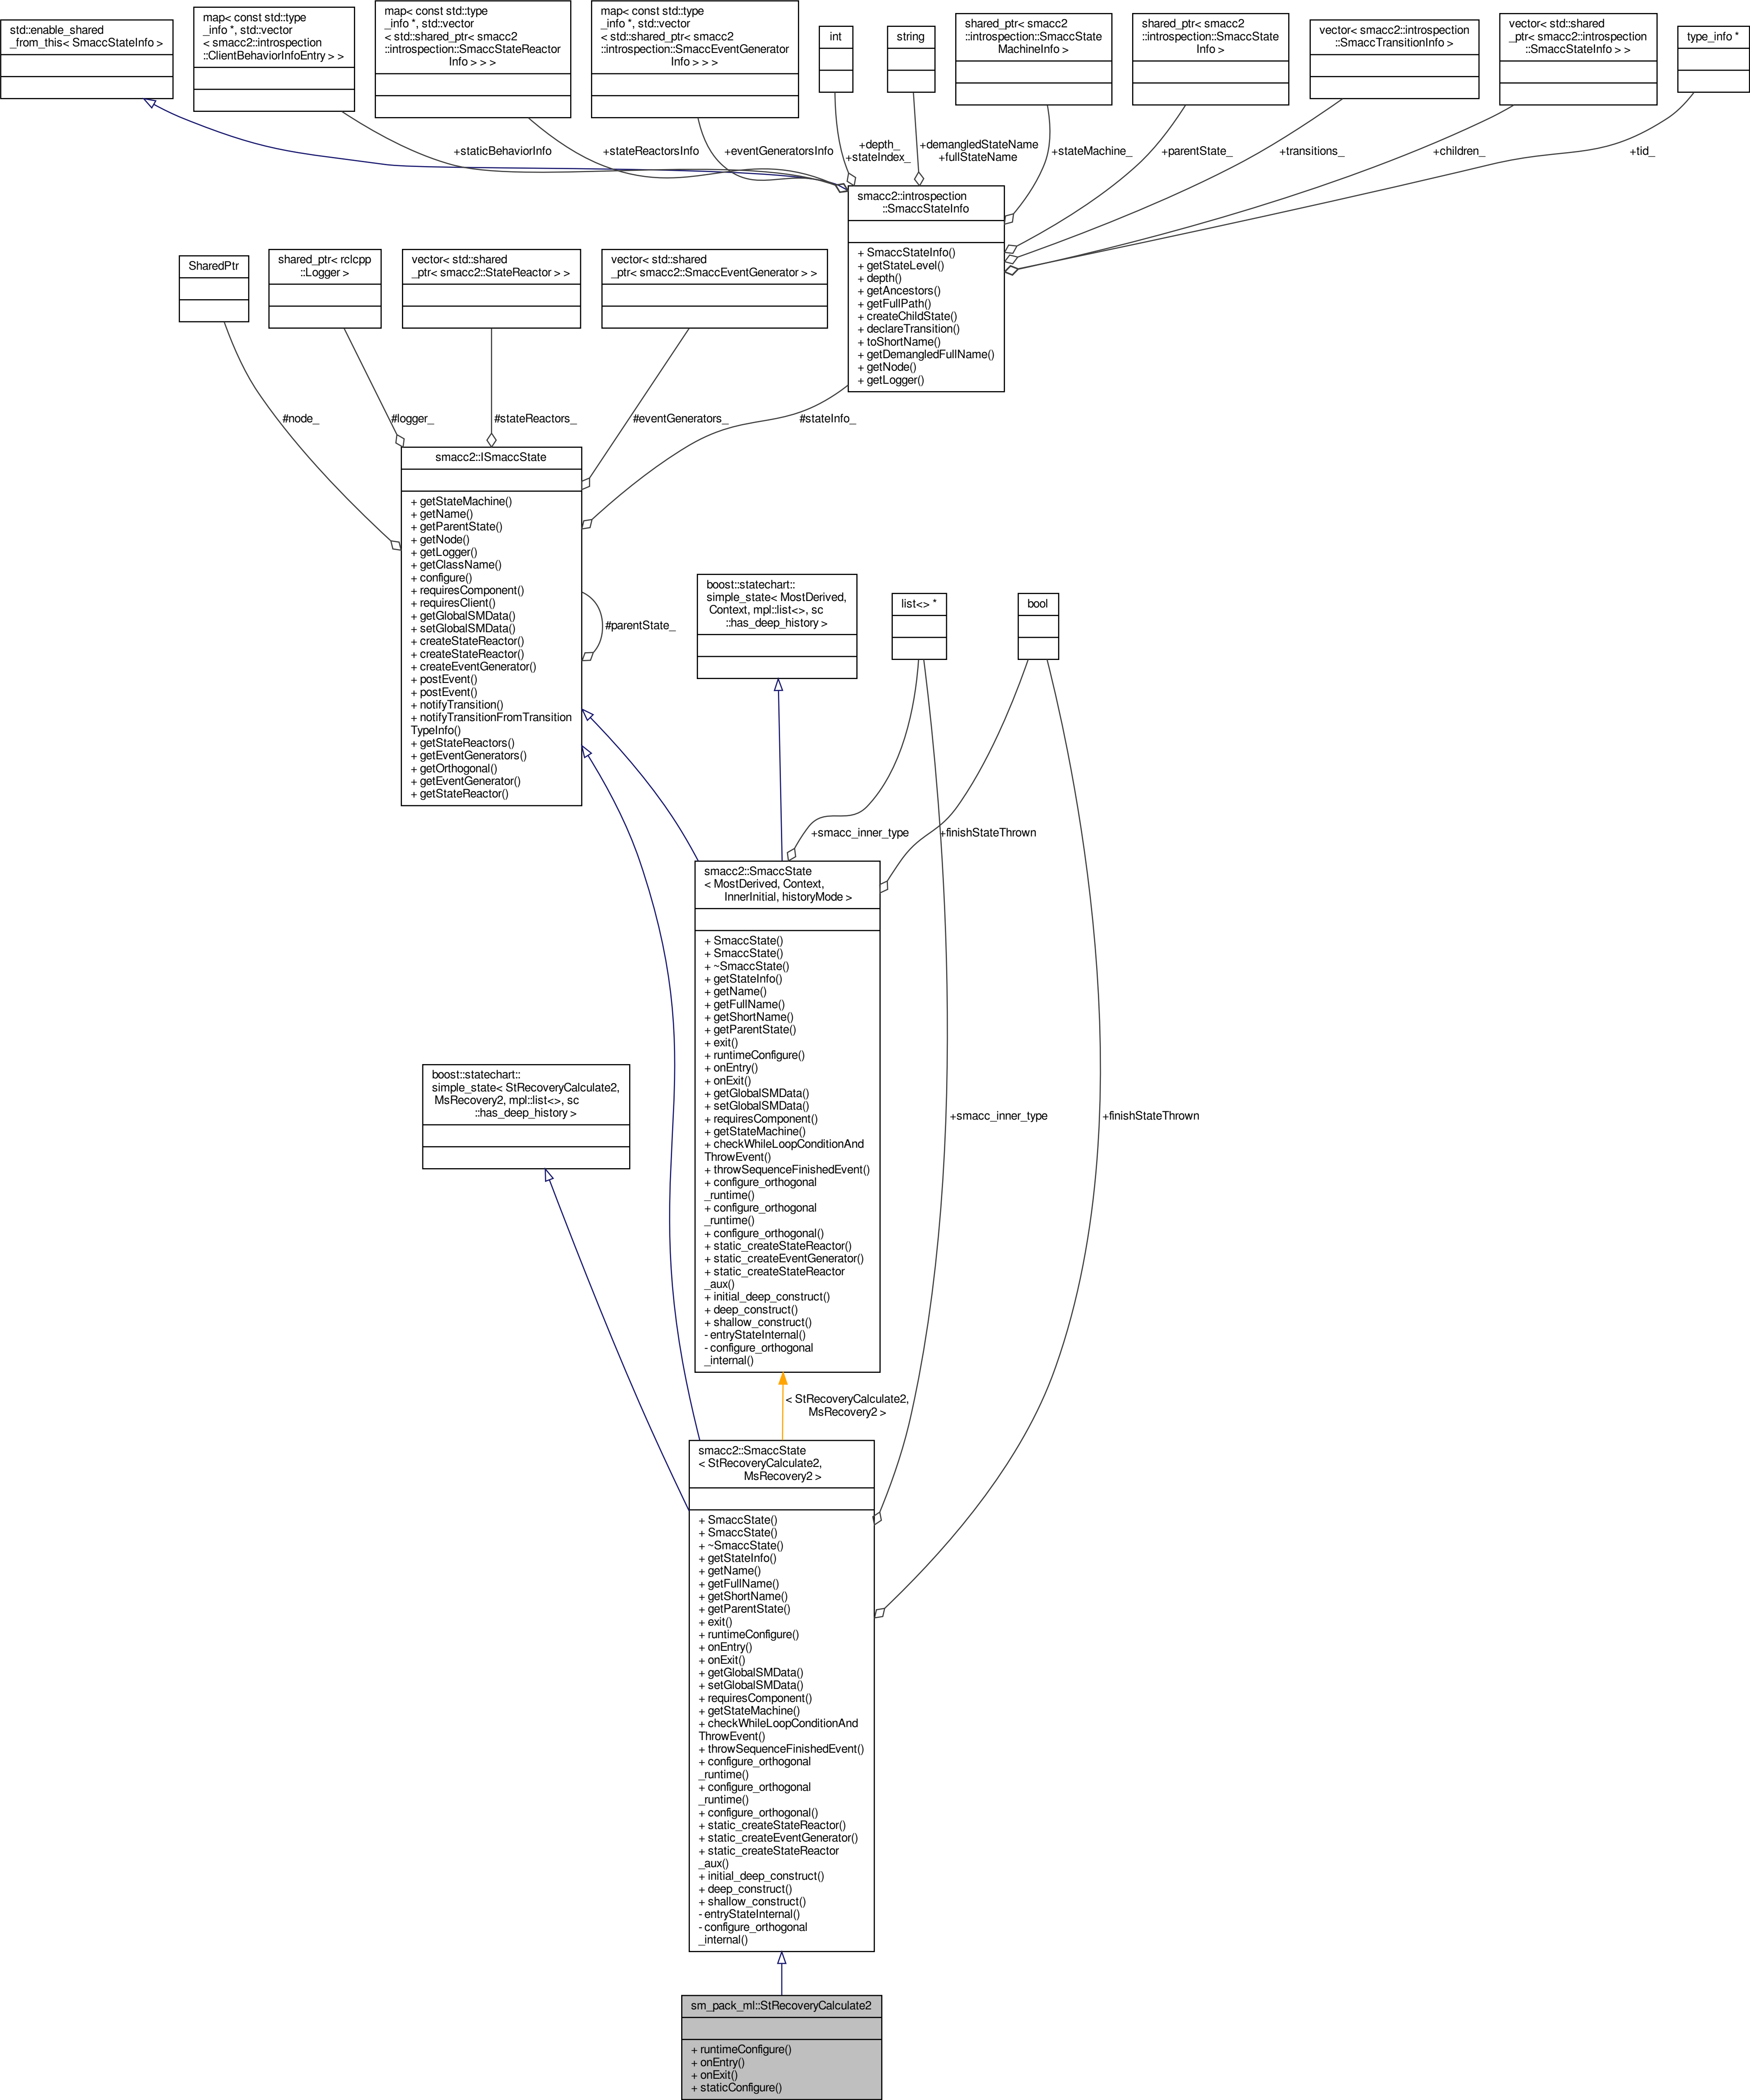 std::enable_shared
_from_this< SmaccStateInfo >
map< const std::type
_info *, std::vector
< smacc2::introspection
::ClientBehaviorInfoEntry > >
map< const std::type
_info *, std::vector
< std::shared_ptr< smacc2
::introspection::SmaccStateReactor
Info > > >
map< const std::type
_info *, std::vector
< std::shared_ptr< smacc2
::introspection::SmaccEventGenerator
Info > > >
int
string
shared_ptr< smacc2
::introspection::SmaccState
MachineInfo >
shared_ptr< smacc2
::introspection::SmaccState
Info >
vector< smacc2::introspection
::SmaccTransitionInfo >
vector< std::shared
_ptr< smacc2::introspection
::SmaccStateInfo > >
type_info *
+staticBehaviorInfo
+stateReactorsInfo
+eventGeneratorsInfo
+depth_
+stateIndex_
+demangledStateName
+fullStateName
+stateMachine_
+parentState_
+transitions_
+children_
+tid_
smacc2::introspection
::SmaccStateInfo
+ SmaccStateInfo()
+ getStateLevel()
+ depth()
+ getAncestors()
+ getFullPath()
+ createChildState()
+ declareTransition()
+ toShortName()
+ getDemangledFullName()
+ getNode()
+ getLogger()
SharedPtr
shared_ptr< rclcpp
::Logger >
vector< std::shared
_ptr< smacc2::StateReactor > >
vector< std::shared
_ptr< smacc2::SmaccEventGenerator > >
#node_
#logger_
#stateReactors_
#eventGenerators_
#stateInfo_
smacc2::ISmaccState
+ getStateMachine()
+ getName()
+ getParentState()
+ getNode()
+ getLogger()
+ getClassName()
+ configure()
+ requiresComponent()
+ requiresClient()
+ getGlobalSMData()
+ setGlobalSMData()
+ createStateReactor()
+ createStateReactor()
+ createEventGenerator()
+ postEvent()
+ postEvent()
+ notifyTransition()
+ notifyTransitionFromTransition
TypeInfo()
+ getStateReactors()
+ getEventGenerators()
+ getOrthogonal()
+ getEventGenerator()
+ getStateReactor()
#parentState_
boost::statechart::
simple_state< MostDerived,
Context, mpl::list<>, sc
::has_deep_history >
list<> *
bool
+smacc_inner_type
+finishStateThrown
smacc2::SmaccState
< MostDerived, Context,
InnerInitial, historyMode >
+ SmaccState()
+ SmaccState()
+ ~SmaccState()
+ getStateInfo()
+ getName()
+ getFullName()
+ getShortName()
+ getParentState()
+ exit()
+ runtimeConfigure()
+ onEntry()
+ onExit()
+ getGlobalSMData()
+ setGlobalSMData()
+ requiresComponent()
+ getStateMachine()
+ checkWhileLoopConditionAnd
ThrowEvent()
+ throwSequenceFinishedEvent()
+ configure_orthogonal
_runtime()
+ configure_orthogonal
_runtime()
+ configure_orthogonal()
+ static_createStateReactor()
+ static_createEventGenerator()
+ static_createStateReactor
_aux()
+ initial_deep_construct()
+ deep_construct()
+ shallow_construct()
- entryStateInternal()
- configure_orthogonal
_internal()
boost::statechart::
simple_state< StRecoveryCalculate2,
MsRecovery2, mpl::list<>, sc
::has_deep_history >
+smacc_inner_type
+finishStateThrown
< StRecoveryCalculate2,
MsRecovery2 >
smacc2::SmaccState
< StRecoveryCalculate2,
MsRecovery2 >
+ SmaccState()
+ SmaccState()
+ ~SmaccState()
+ getStateInfo()
+ getName()
+ getFullName()
+ getShortName()
+ getParentState()
+ exit()
+ runtimeConfigure()
+ onEntry()
+ onExit()
+ getGlobalSMData()
+ setGlobalSMData()
+ requiresComponent()
+ getStateMachine()
+ checkWhileLoopConditionAnd
ThrowEvent()
+ throwSequenceFinishedEvent()
+ configure_orthogonal
_runtime()
+ configure_orthogonal
_runtime()
+ configure_orthogonal()
+ static_createStateReactor()
+ static_createEventGenerator()
+ static_createStateReactor
_aux()
+ initial_deep_construct()
+ deep_construct()
+ shallow_construct()
- entryStateInternal()
- configure_orthogonal
_internal()
sm_pack_ml::StRecoveryCalculate2
+ runtimeConfigure()
+ onEntry()
+ onExit()
+ staticConfigure()